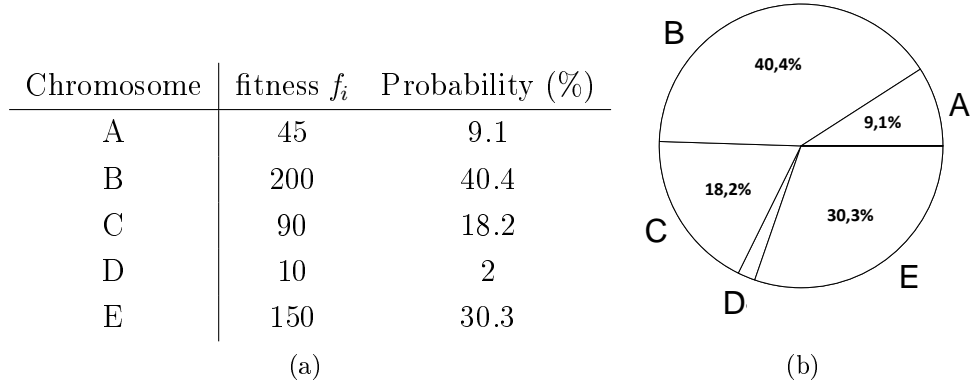 Chromosome fitness fi Probability (%)
A 45 9.1
B 200 40.4
C 90 18.2
D 10 2
E 150 30.3
(a)
B
40,4%
A
9,1%
18,2%
30,3%
C
E
D
(b)